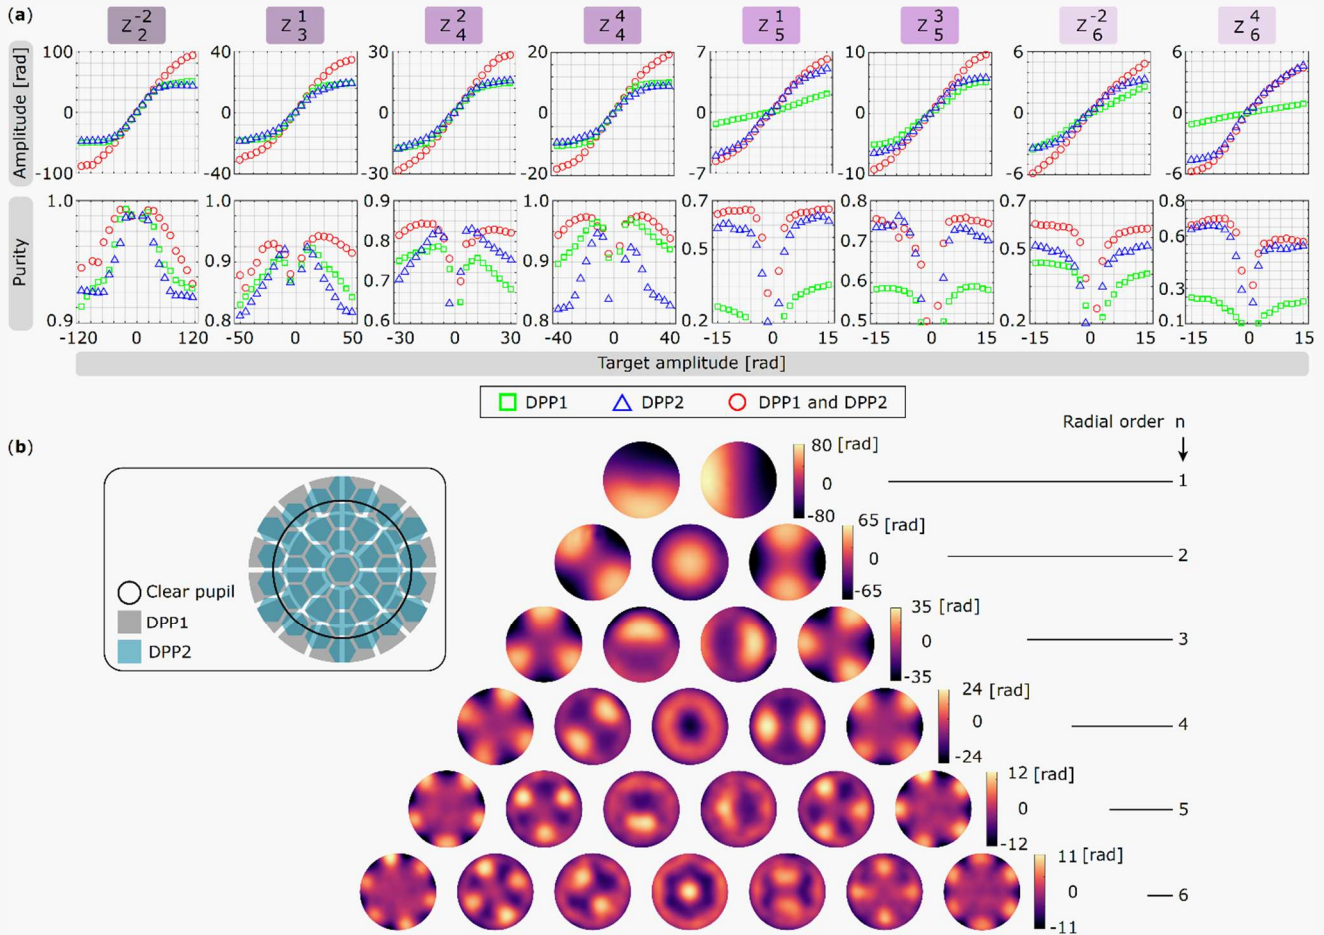 (a)
Z -2 2
Z 1 3
Z 2 4
Z 4 4
Z 1 5
Z 3 5
Z -2 6
Z 4 6
Amplitude [rad]
100
0
-100
40
0
-40
30
0
-30
20
0
-20
7
0
-7
10
0
-10
6
0
-6
6
0
-6
Purity
1.0
0.9
1.0
0.9
0.8
0.9
0.8
0.7
0.6
1.0
0.9
0.8
0.7
0.5
0.2
0.8
0.7
0.6
0.5
0.7
0.5
0.2
0.8
0.6
0.3
0.1
-120 0 120
-50 0 50
-30 0 30
-40 0 40
-15 0 15
-15 0 15
-15 0 15
-15 0 15
Target amplitude [rad]
DPP1 DPP2 DPP1 and DPP2
(b)
Clear pupil
DPP1
DPP2
Radial order n
80 [rad]
0
-80
1
65 [rad]
0
-65
2
35 [rad]
0
-35
3
24 [rad]
0
-24
4
12 [rad]
0
-12
5
11 [rad]
0
-11
6